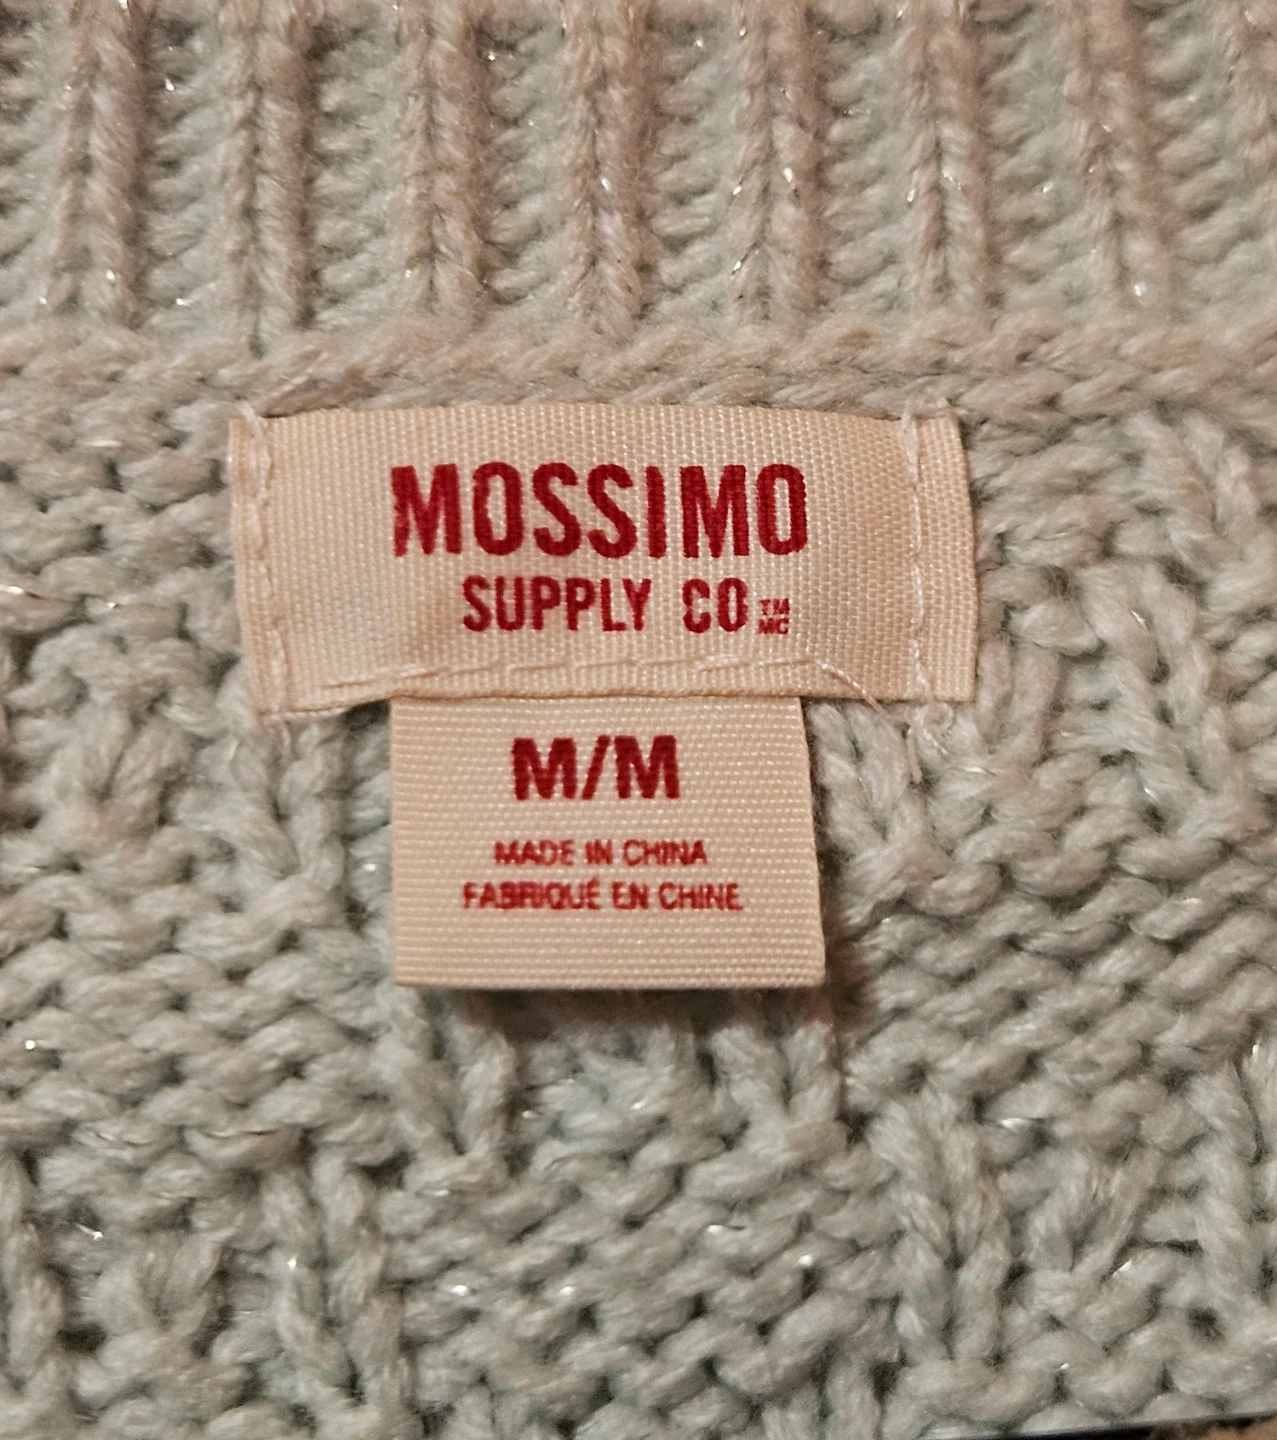 MOSSIMO
SUPPLY CO TM MC
M/M
MADE IN CHINA
FABRIQUÉ EN CHINE